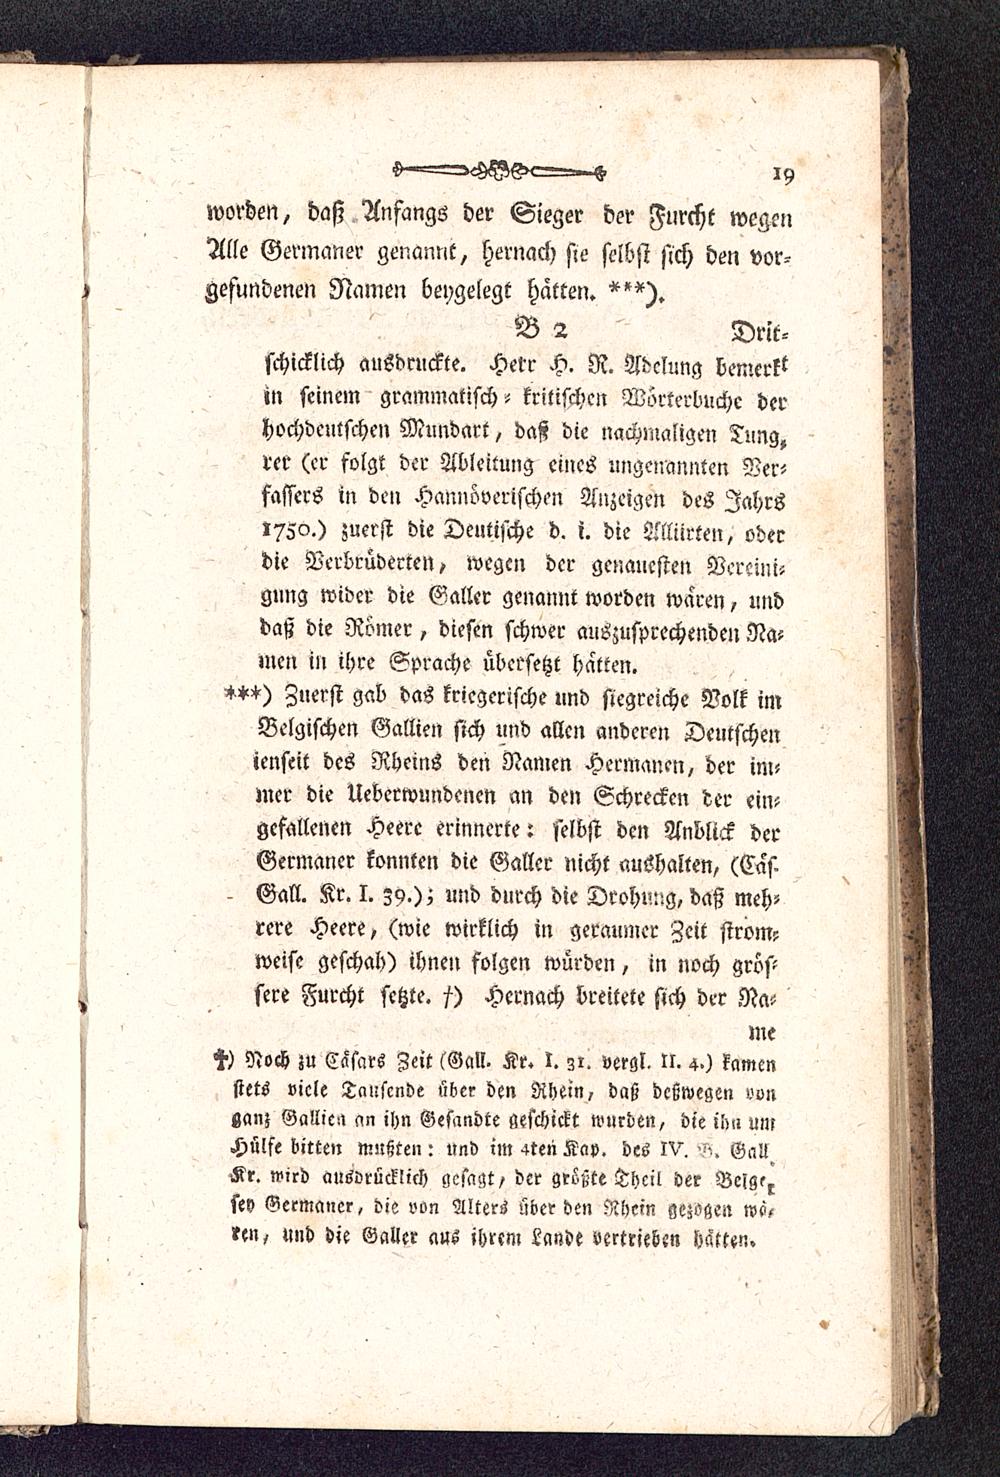 19
worden, daß Anfangs der Sieger der Furcht wegen
Alle Germaner genannt, hernach sie selbst sich den vor=
gefundenen Namen beygelegt hätten. ***).
B 2 Drit=
schicklich ausdruckte. Herr H. R. Adelung bemerkt
in seinem grammatisch = kritischen Wörterbuche der
hochdeutschen Mundart, daß die nachmaligen Tung=
rer (er folgt der Ableitung eines ungenannten Ver=
fassers in den Hannöverischen Anzeigen des Jahrs
1750.) zuerst die Deutische d. i. die Alliirten, oder
die Verbrüderten, wegen der genauesten Vereini=
gung wider die Galler genannt worden wären, und
daß die Römer, diesen schwer auszusprechenden Na=
men in ihre Sprache übersetzt hätten.
***) Zuerst gab das kriegerische und siegreiche Volk im
Belgischen Gallien sich und allen anderen Deutschen
ienseit des Rheins den Namen Hermanen, der im=
mer die Ueberwundenen an den Schrecken der ein=
gefallenen Heere erinnerte: selbst den Anblick der
Germaner konnten die Galler nicht aushalten, (Cäs.
Gall. Kr. I. 39.); und durch die Drohung, daß meh=
rere Heere, (wie wirklich in geraumer Zeit strom=
weise geschah) ihnen folgen würden, in noch grös=
sere Furcht setzte. †) Hernach breitete sich der Na=
me
†) Noch zu Cäsars Zeit (Gall. Kr. I. 31. vergl. II. 4.) kamen
stets viele Tausende über den Rhein, daß deßwegen von
ganz Gallien an ihn Gesandte geschickt wurden, die ihn um
Hülfe bitten mußten: und im 4ten Kap. des IV. B. Gall.
Kr. wird ausdrücklich gesagt, der größte Theil der Belger
sey Germaner, die von Alters über den Rhein gezogen wä=
ren, und die Galler aus ihrem Lande vertrieben hätten.